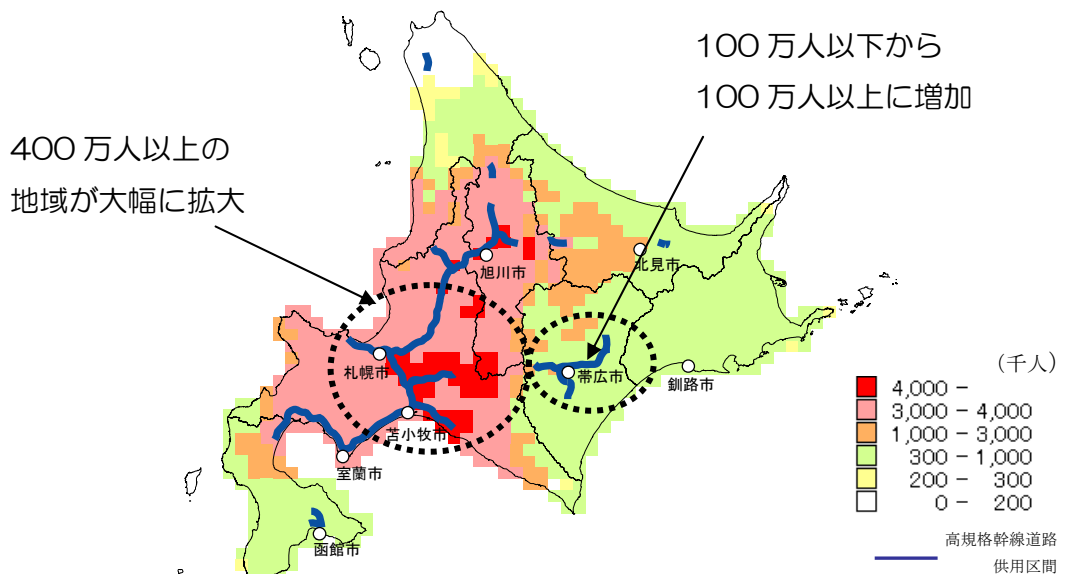 100万人以下から
100万人以上に増加
400万人以上の
地域が大幅に拡大
旭川市
北見市
札幌市
帯広市
釧路市
苫小牧市
室蘭市
函館市
(千人)
4,000 -
3,000 - 4,000
1,000 - 3,000
300 - 1,000
200 - 300
0 - 200
高規格幹線道路
供用区間